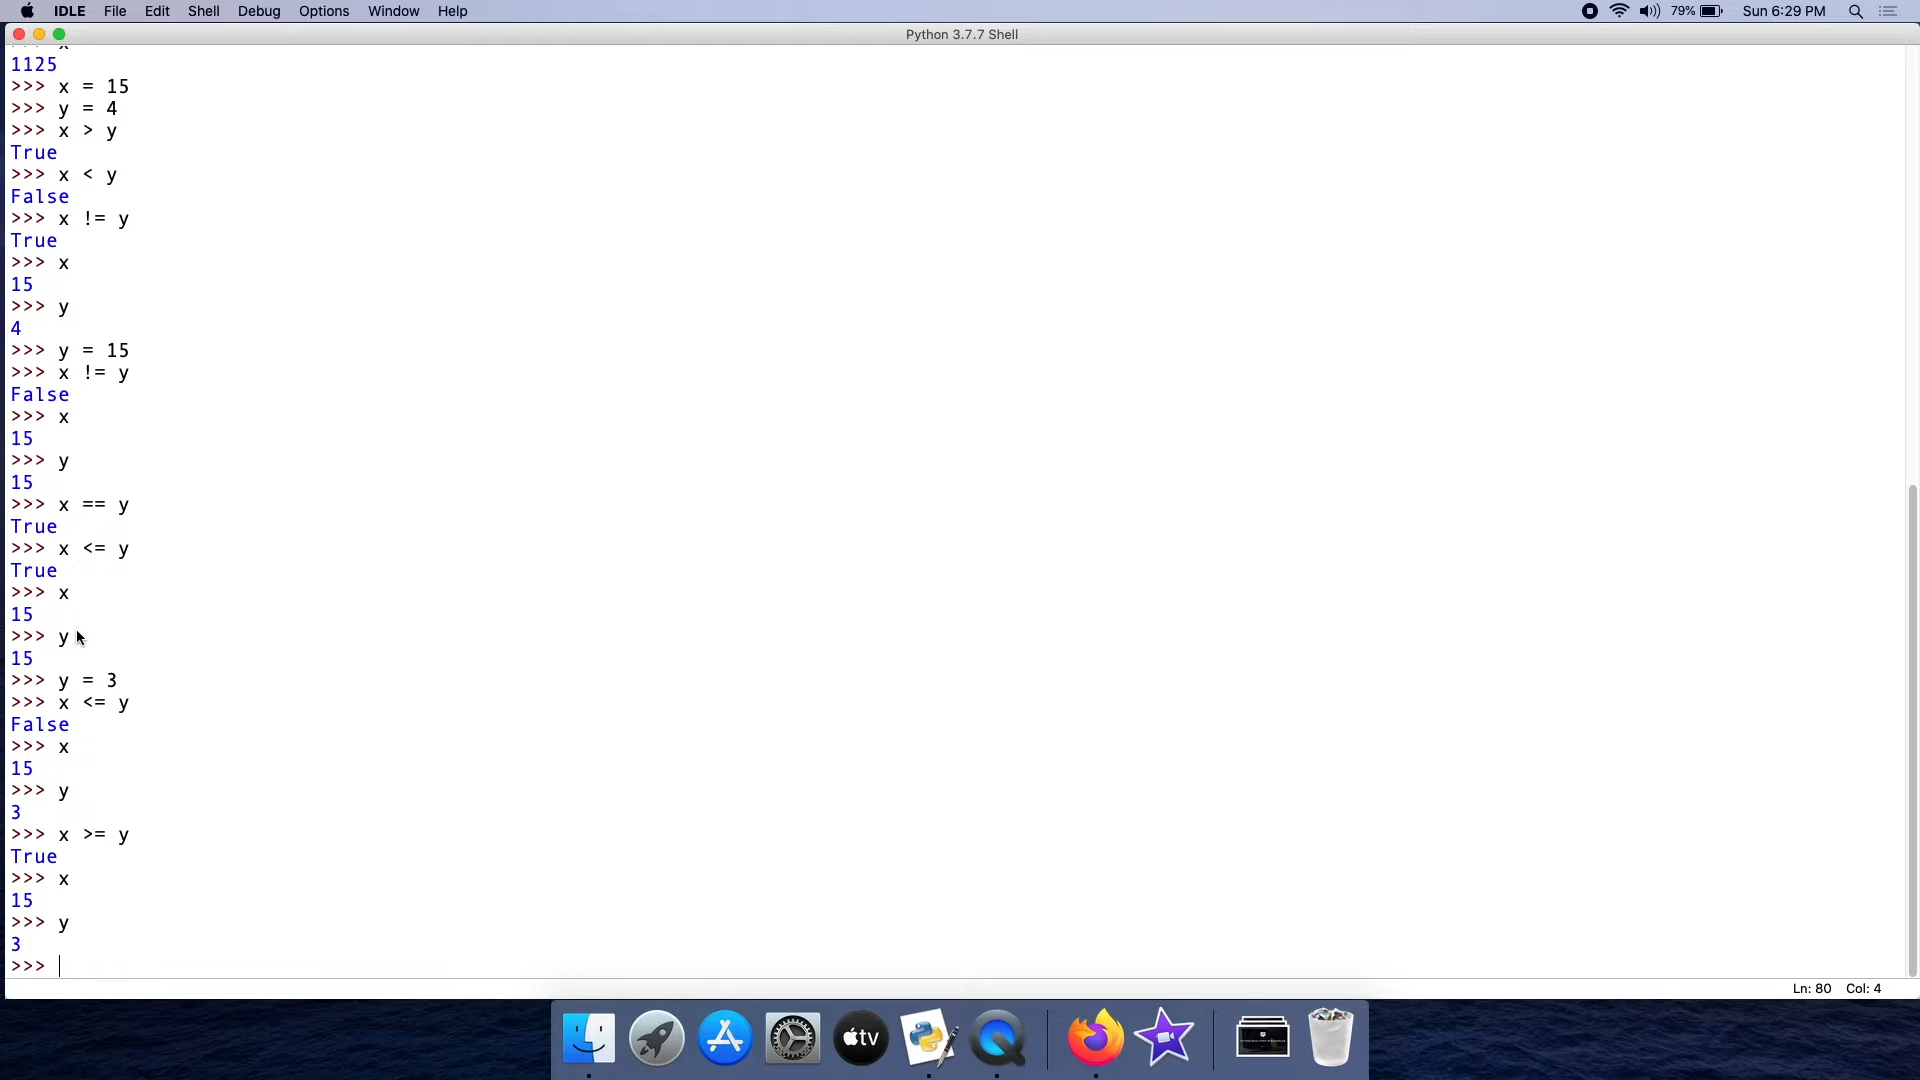 IDLE File Edit Shell Debug Options Window Help 79% Sun 6:29 PM
Python 3.7.7 Shell
1125
>>> x = 15
>>> y = 4
>>> x > y
True
>>> x < y
False
>>> x != y
True
>>> x
15
>>> y
4
>>> y = 15
>>> x != y
False
>>> x
15
>>> y
15
>>> x == y
True
>>> x <= y
True
>>> x
15
>>> y
15
>>> y = 3
>>> x <= y
False
>>> x
15
>>> y
3
>>> x >= y
True
>>> x
15
>>> y
3
>>>
Ln: 80 Col: 4
tv